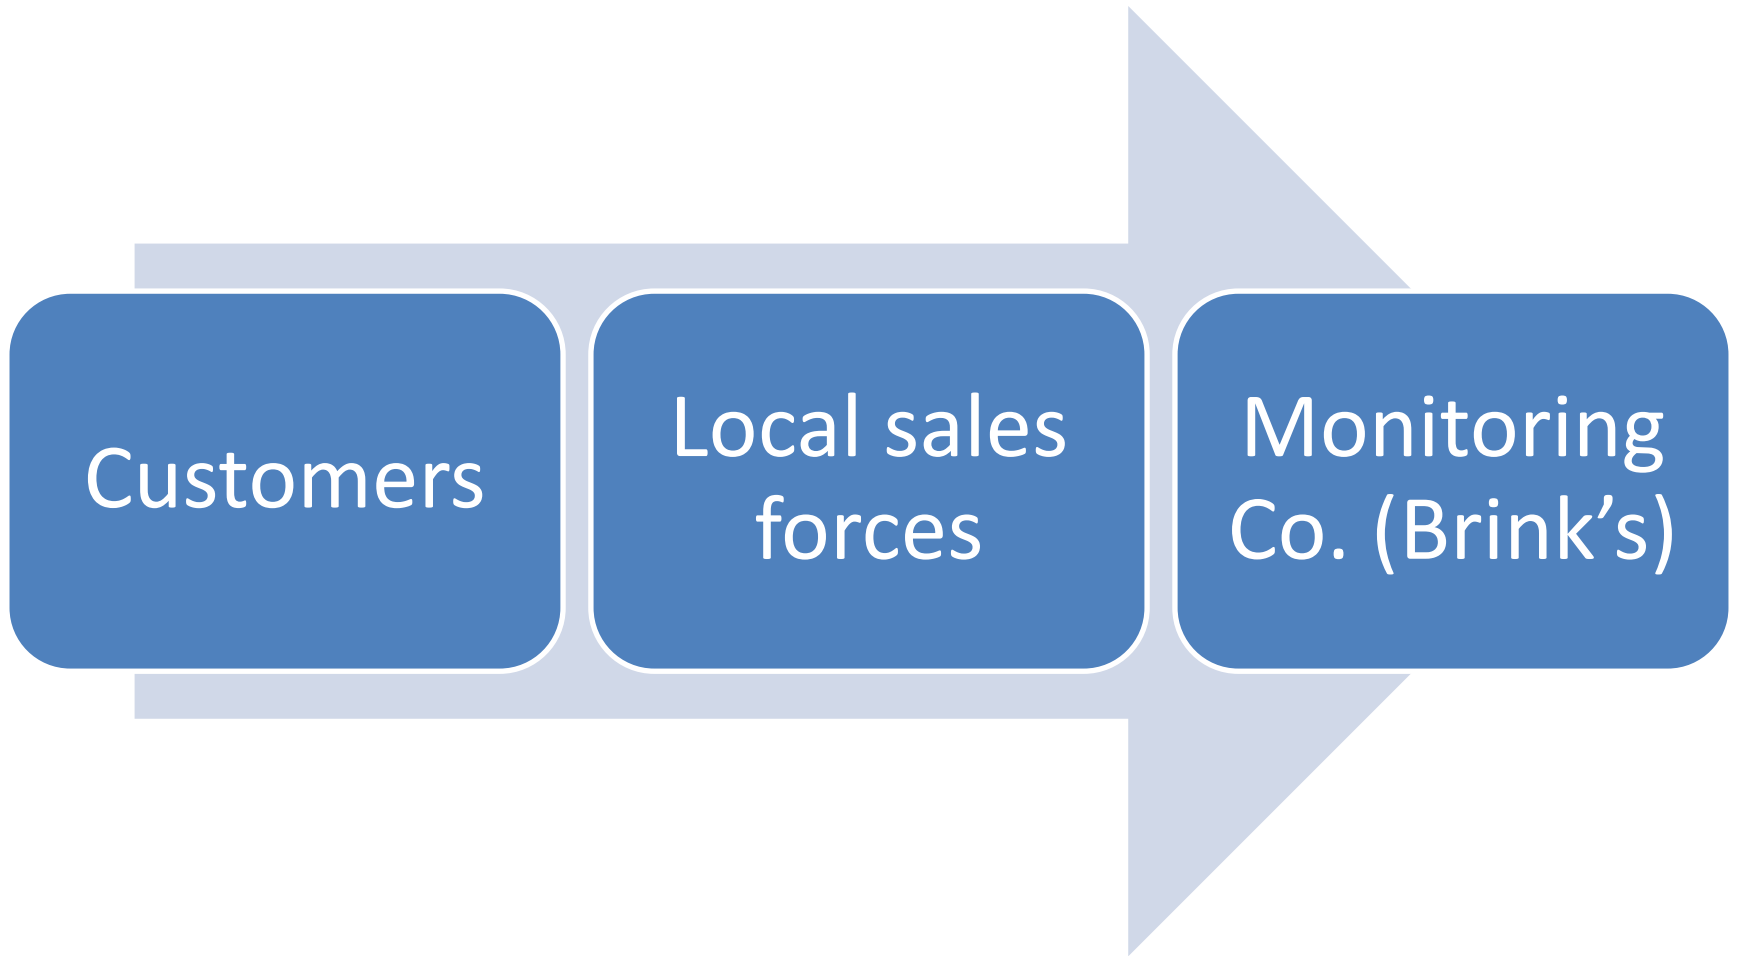 Customers
Local sales
forces
Monitoring
Co. (Brink’s)